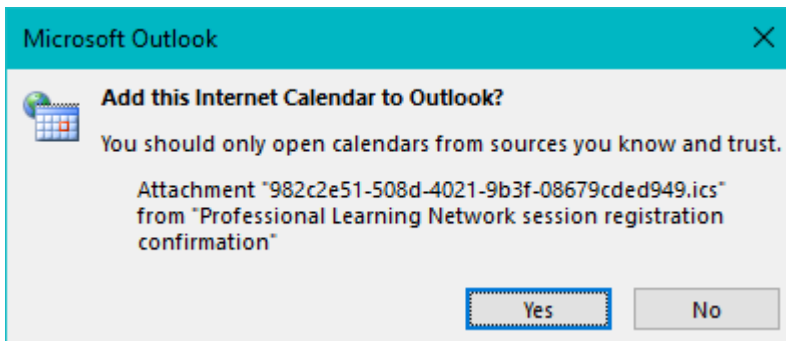 Microsoft Outlook
Add this Internet Calendar to Outlook?
You should only open calendars from sources you know and trust.
Attachment "982c2e51-508d-4021-9b3f-08679cded949.ics"
from "Professional Learning Network session registration
confirmation"
Yes
No